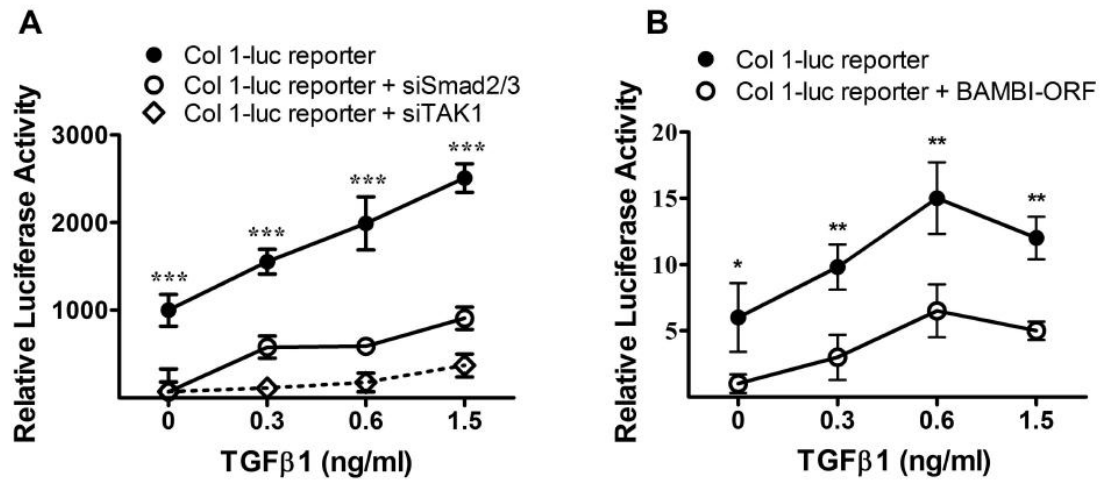 A
Col 1-luc reporter
Col 1-luc reporter + siSmad2/3
Col 1-luc reporter + siTAK1
Relative Luciferase Activity
3000
2000
1000
***
***
***
***
0
0.3
0.6
1.5
TGFβ1 (ng/ml)
B
Col 1-luc reporter
Col 1-luc reporter + BAMBI-ORF
Relative Luciferase Activity
20
15
10
5
*
**
**
**
0
0.3
0.6
1.5
TGFβ1 (ng/ml)